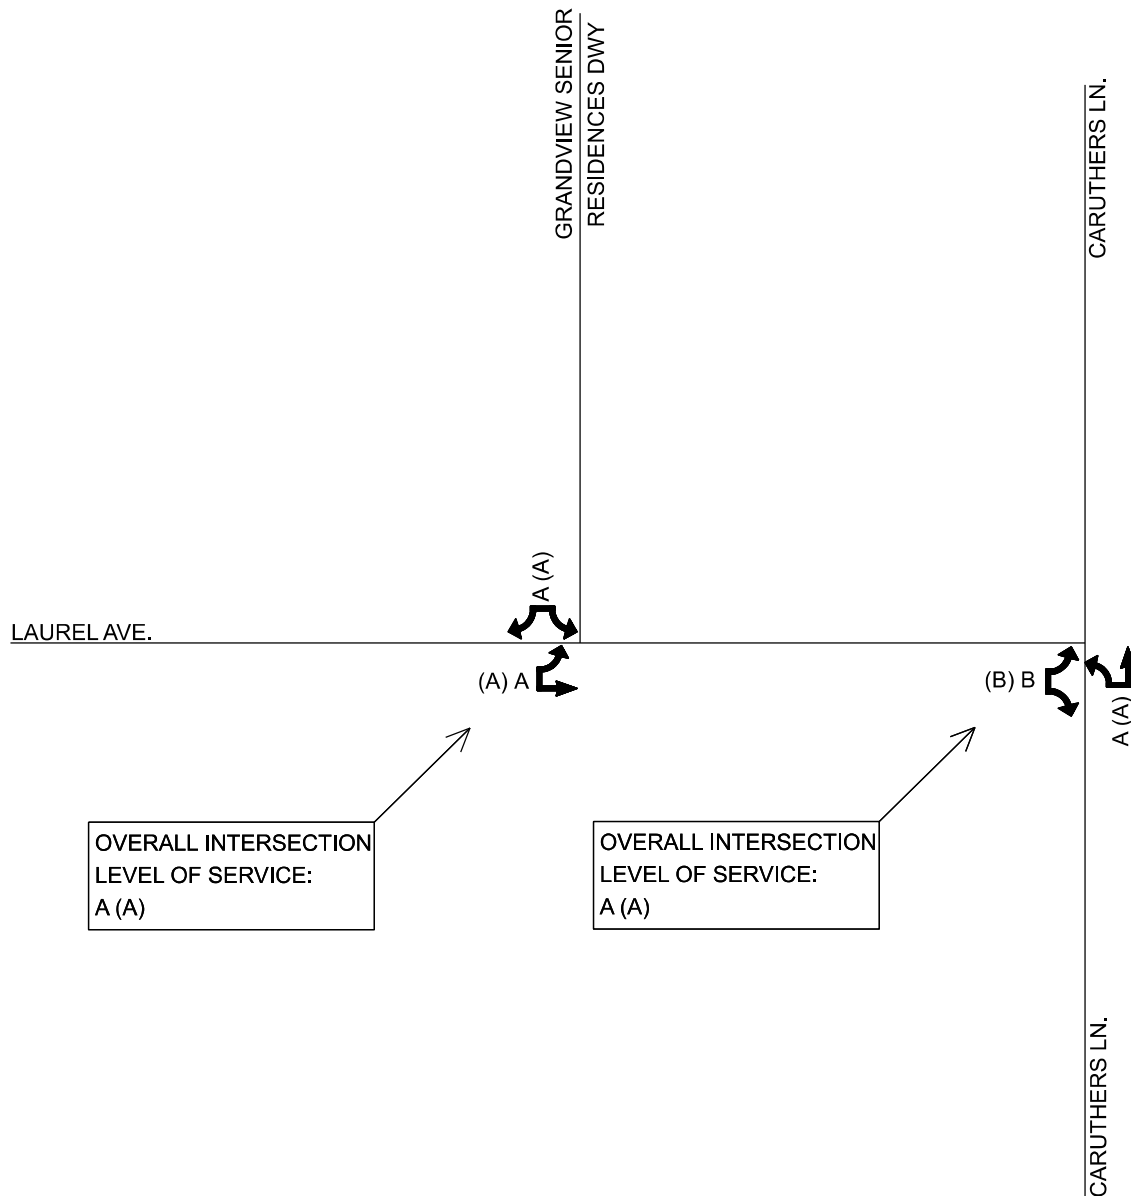 GRANDVIEW SENIOR
RESIDENCES DWY
CARUTHERS LN.
A (A)
LAUREL AVE.
(A) A
(B) B
A (A)
OVERALL INTERSECTION
LEVEL OF SERVICE:
A (A)
OVERALL INTERSECTION
LEVEL OF SERVICE:
A (A)
CARUTHERS LN.